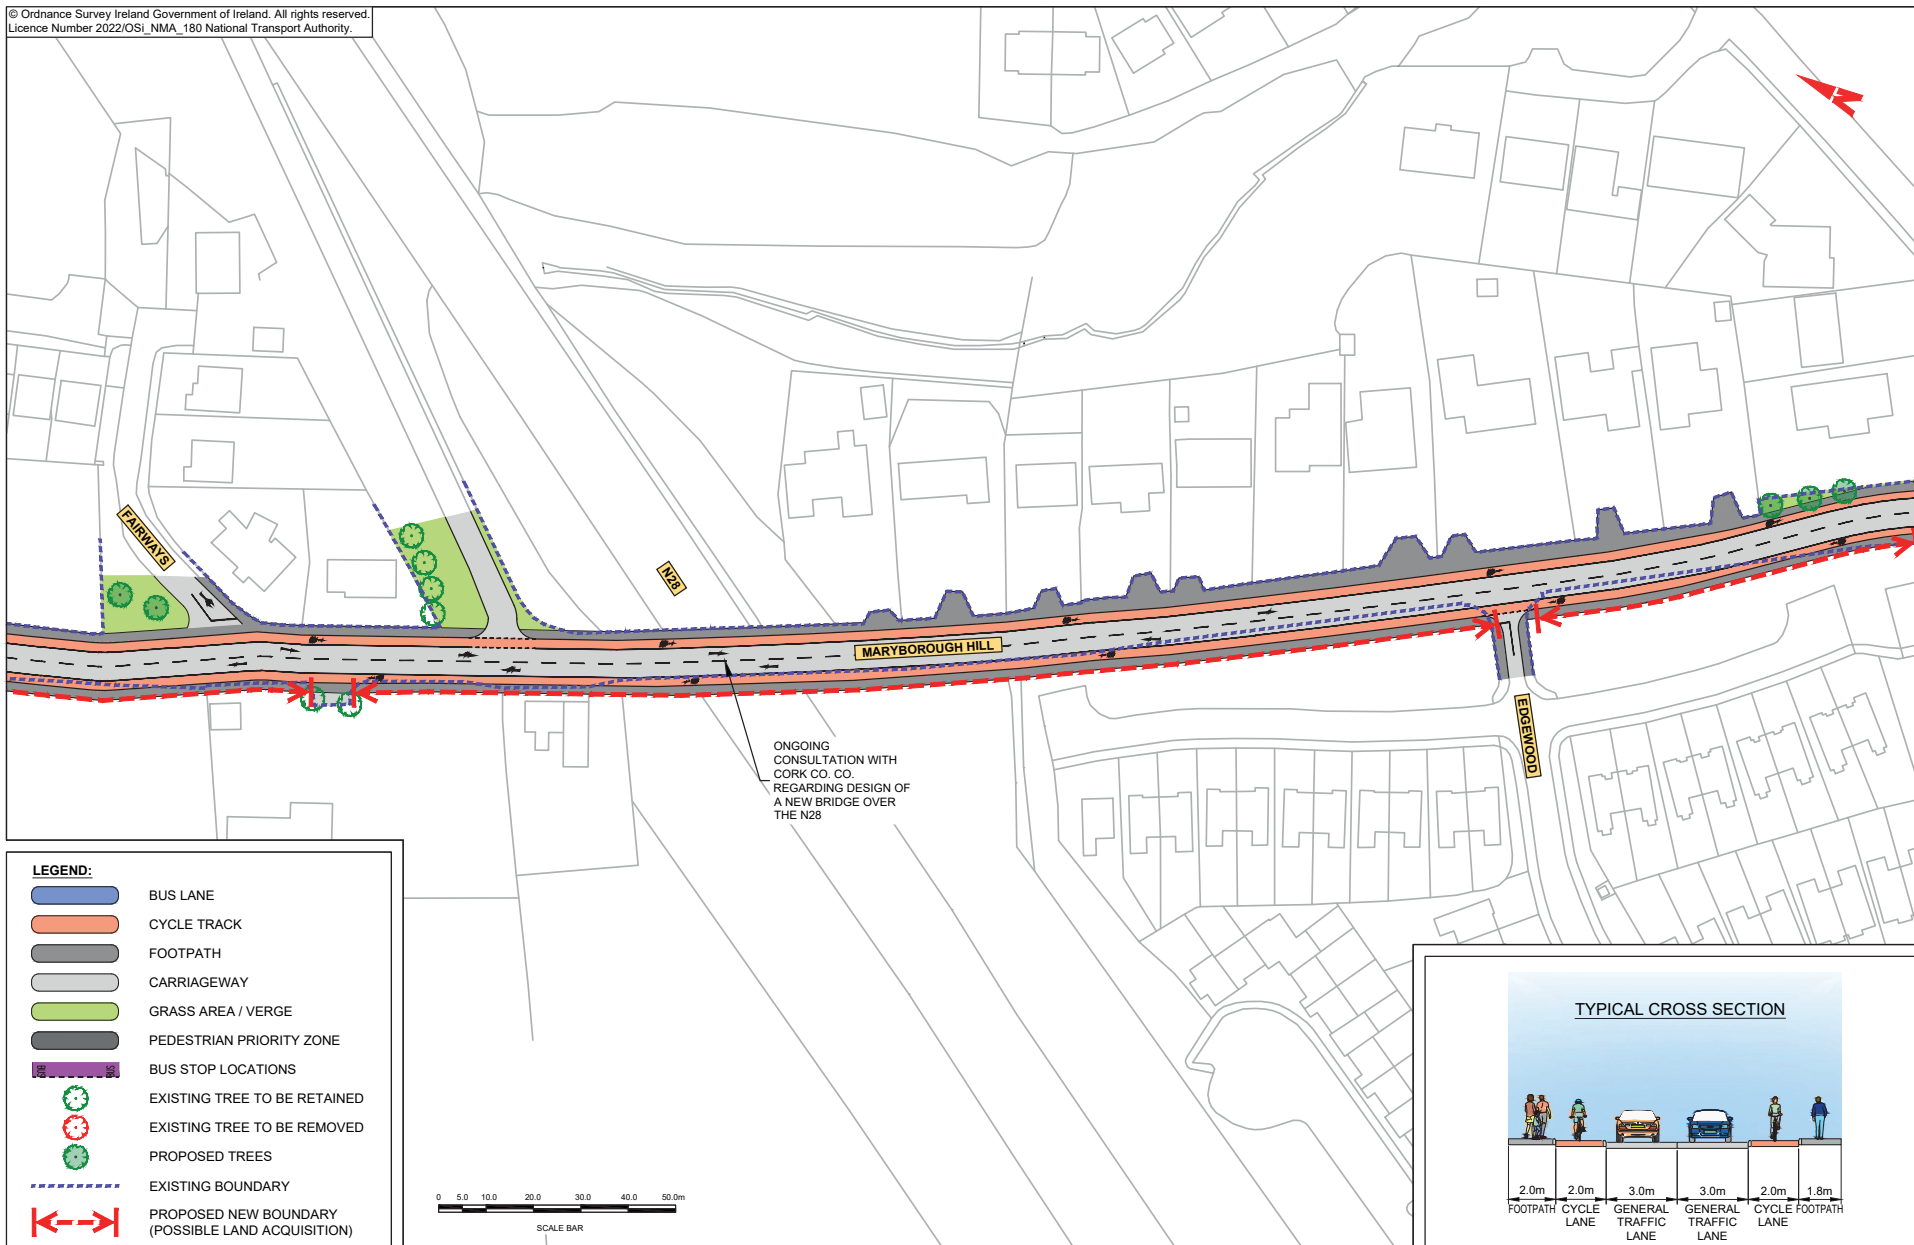 © Ordnance Survey Ireland Government of Ireland. All rights reserved.
Licence Number 2022/OSi_NMA_180 National Transport Authority.
FAIRWAYS
N28
MARYBOROUGH HILL
EDGEWOOD
ONGOING
CONSULTATION WITH
CORK CO. CO.
REGARDING DESIGN OF
A NEW BRIDGE OVER
THE N28
LEGEND:
BUS LANE
CYCLE TRACK
FOOTPATH
CARRIAGEWAY
GRASS AREA / VERGE
PEDESTRIAN PRIORITY ZONE
BUS BUS
BUS STOP LOCATIONS
EXISTING TREE TO BE RETAINED
EXISTING TREE TO BE REMOVED
PROPOSED TREES
EXISTING BOUNDARY
PROPOSED NEW BOUNDARY
(POSSIBLE LAND ACQUISITION)
0 5.0 10.0 20.0 30.0 40.0 50.0m
SCALE BAR
TYPICAL CROSS SECTION
2.0m 2.0m 3.0m 3.0m 2.0m 1.8m
FOOTPATH CYCLE GENERAL GENERAL CYCLE FOOTPATH
LANE TRAFFIC TRAFFIC LANE
LANE LANE